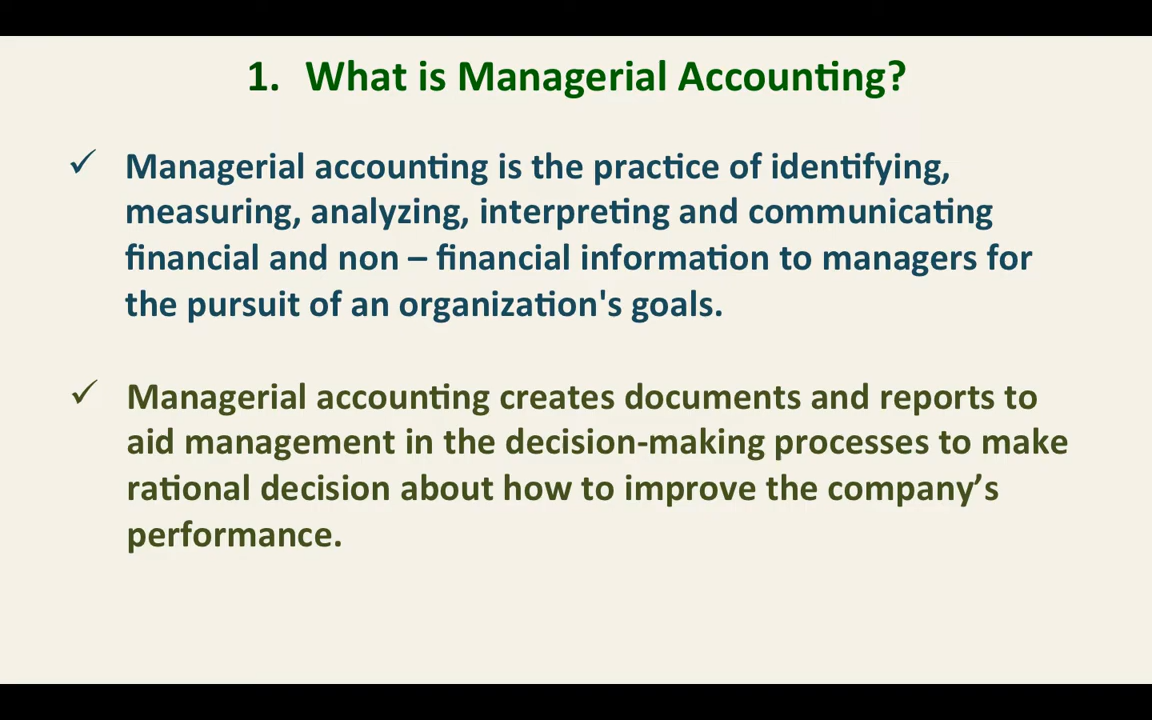 1. What is Managerial Accounting?
✓ Managerial accounting is the practice of identifying,
measuring, analyzing, interpreting and communicating
financial and non – financial information to managers for
the pursuit of an organization's goals.
✓ Managerial accounting creates documents and reports to
aid management in the decision-making processes to make
rational decision about how to improve the company’s
performance.